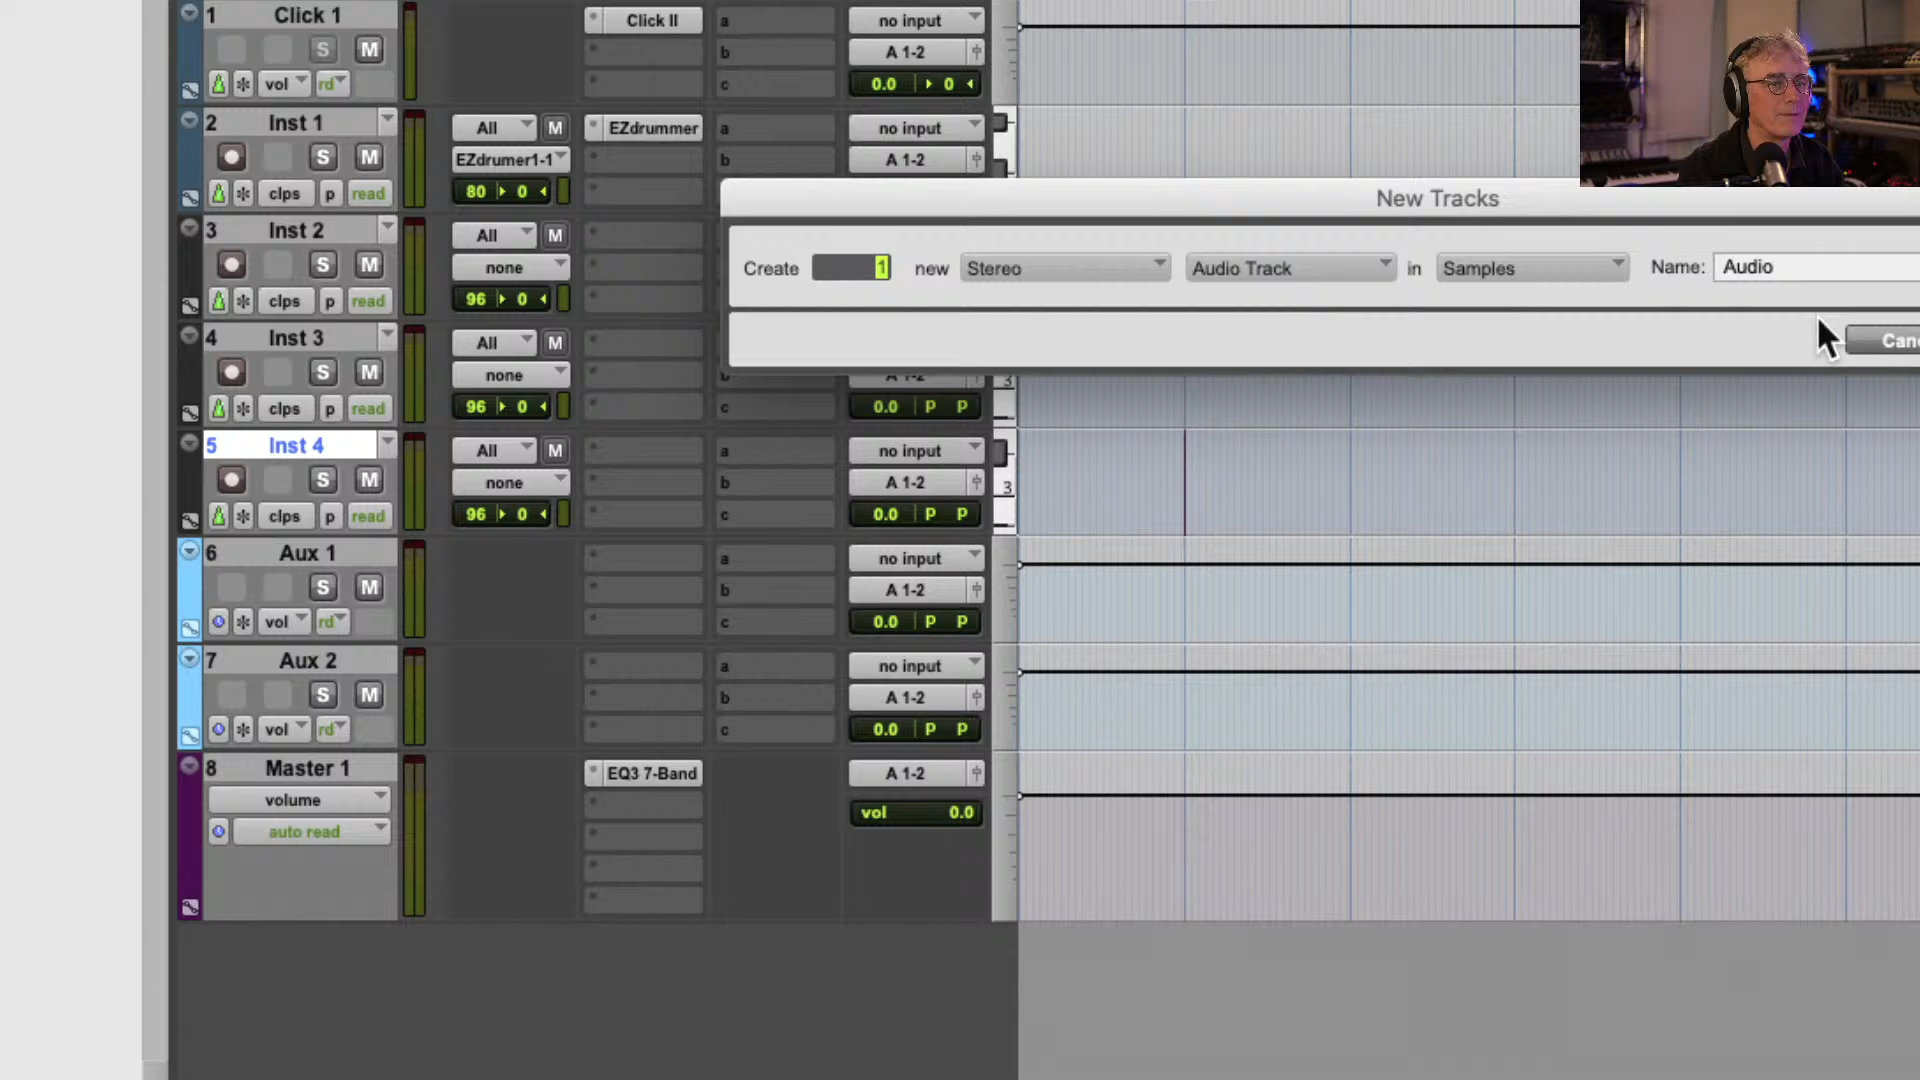 1 Click 1 Click II a no input
S M b A 1-2
vol rd c 0.0 0
2 Inst 1 All M EZdrummer a no input
S M EZdrumer1-1 b A 1-2
clps p read 80 0
New Tracks
3 Inst 2 All M
S M none
clps p read 96 0
Create 1 new Stereo Audio Track in Samples Name: Audio
4 Inst 3 All M Canc
S M none
clps p read 96 0 c 0.0 P P 3
5 Inst 4 All M a no input
S M none b A 1-2 3
clps p read 96 0 c 0.0 P P
6 Aux 1 a no input
S M b A 1-2
vol rd c 0.0 P P
7 Aux 2 a no input
S M b A 1-2
vol rd c 0.0 P P
8 Master 1 EQ3 7-Band A 1-2
volume vol 0.0
auto read